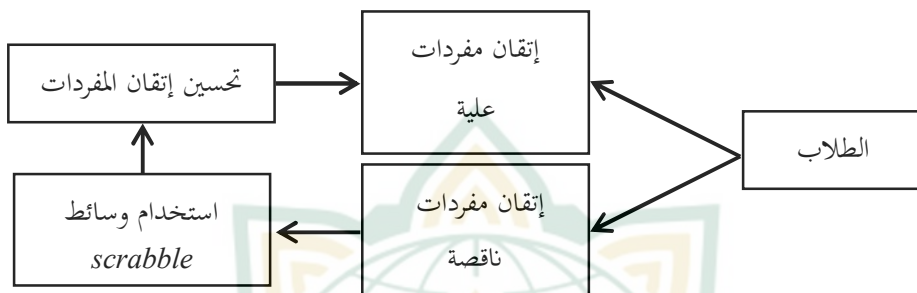 الطلاب
إتقان مفردات
علية
إتقان مفردات
ناقصة
استخدام وسائط
scrabble
تحسين إتقان المفردات